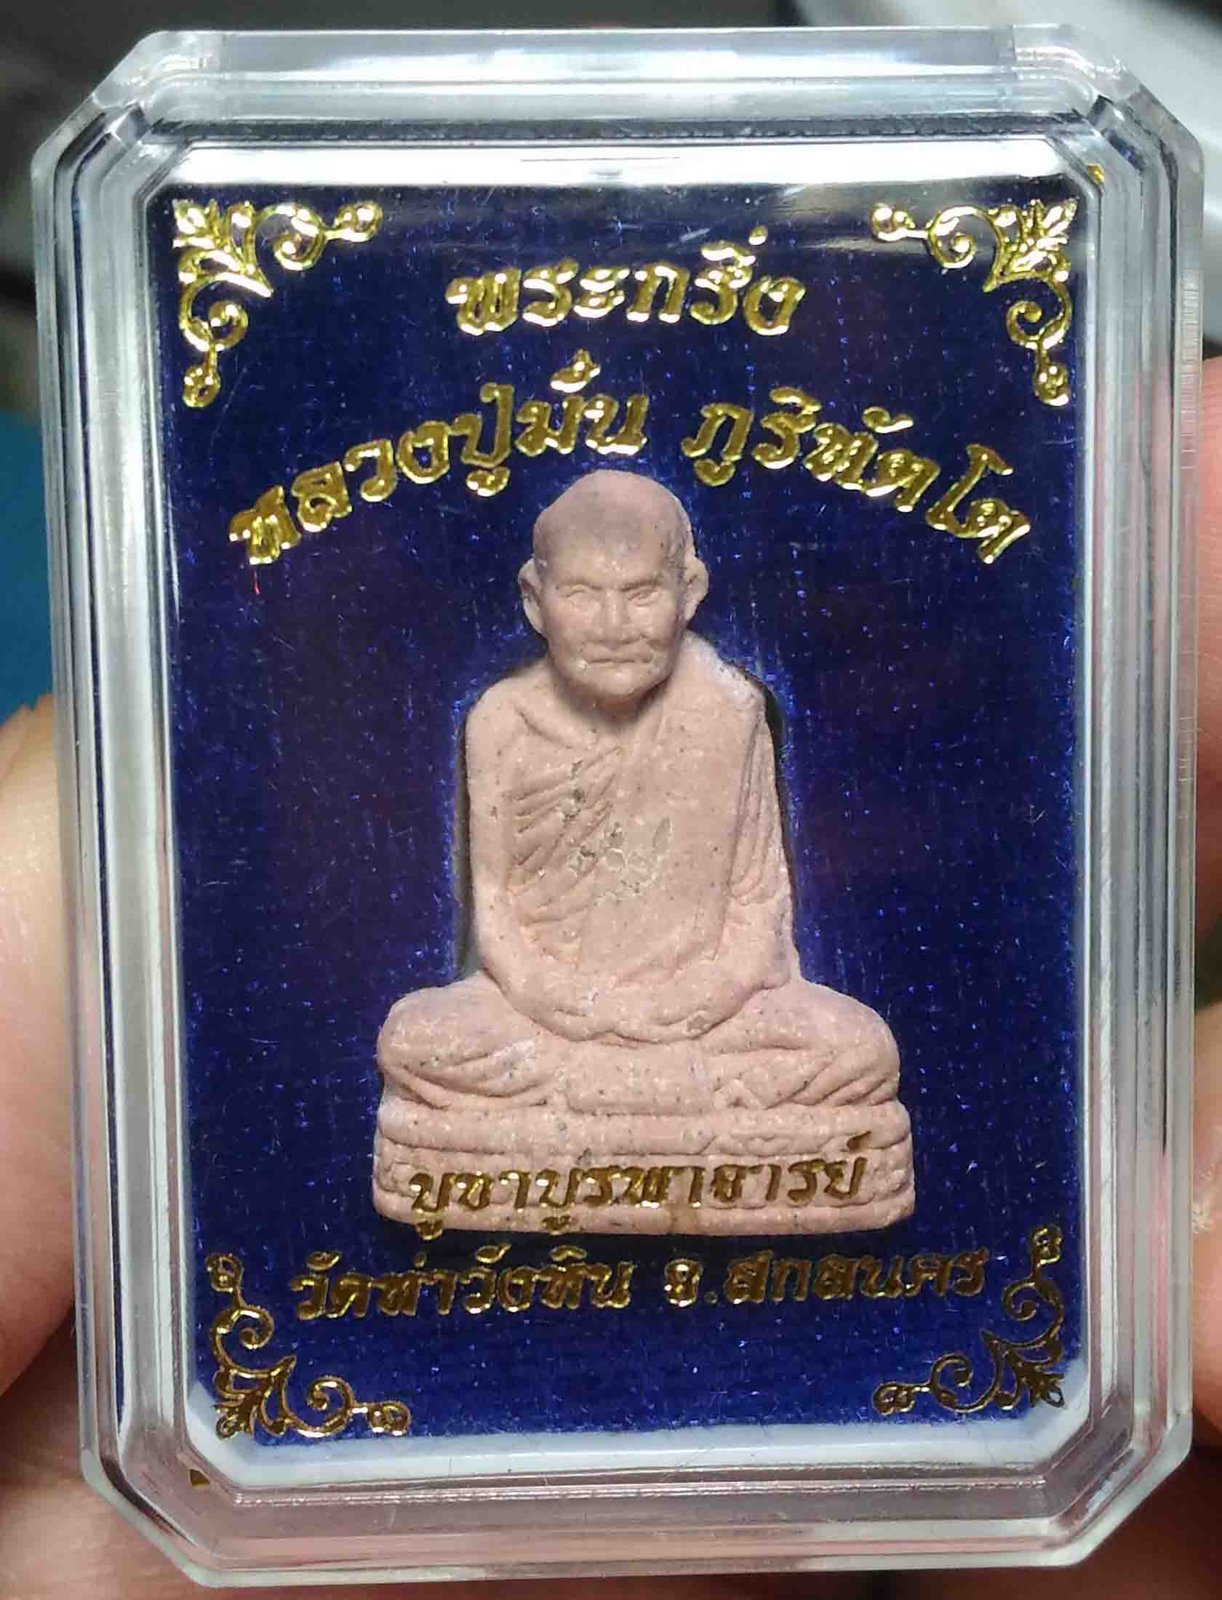 พระกริ่ง
หลวงปู่มั่น ภูริทัตโต
บูชาบูรพาจารย์
วัดท่าวังหิน จ.สกลนคร